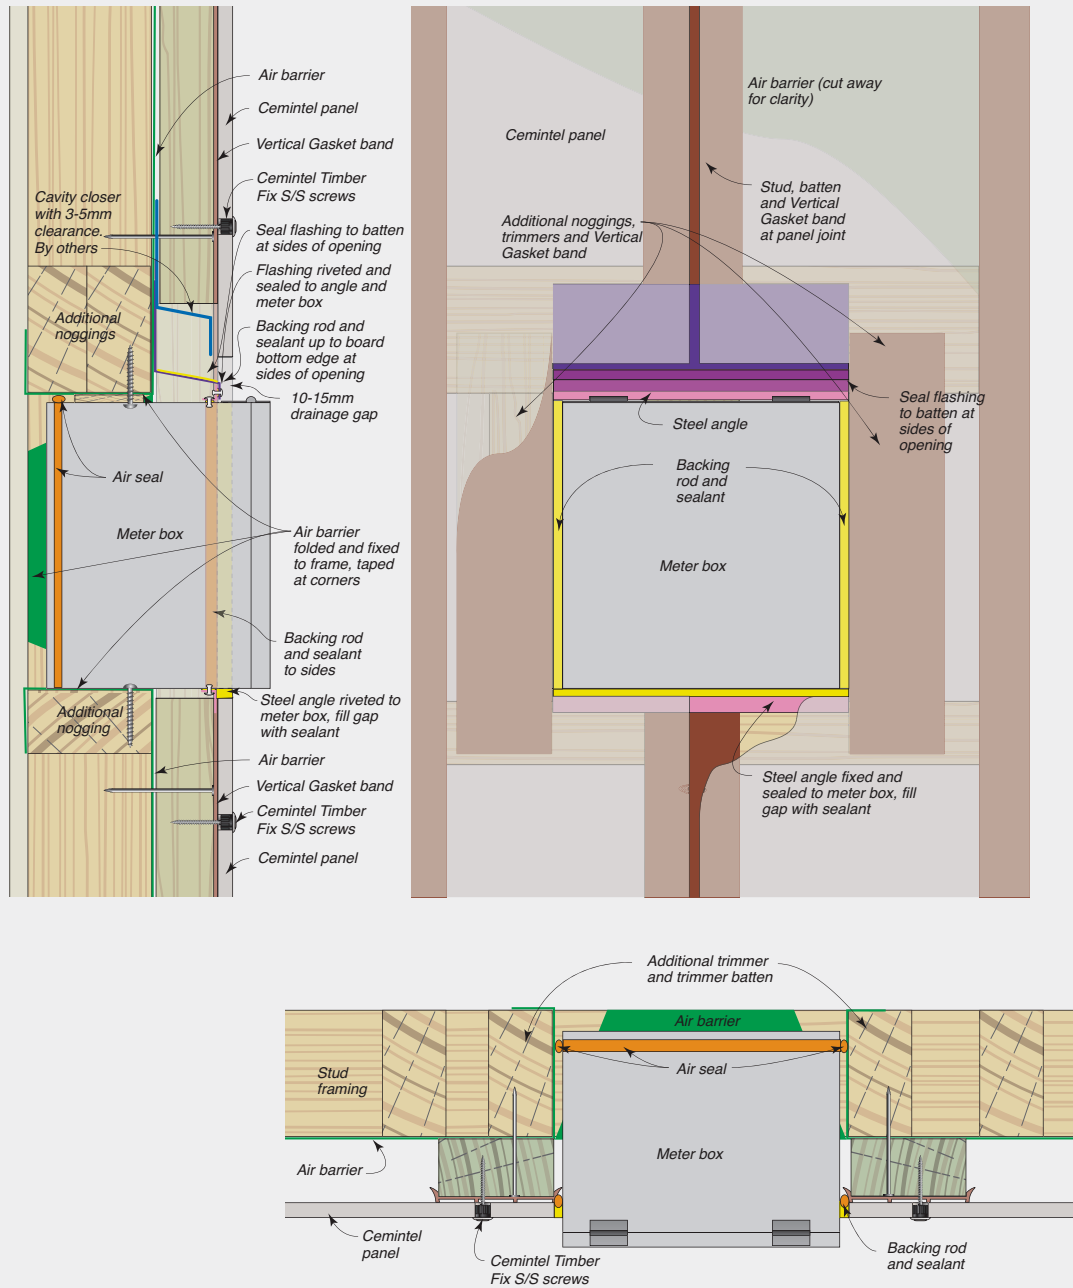 Air barrier
Cemintel panel
Vertical Gasket band
Cemintel Timber
Fix S/S screws
Cavity closer
with 3-5mm
clearance.
By others
Seal flashing to batten
at sides of opening
Flashing riveted and
sealed to angle and
meter box
Additional
noggings
Backing rod and
sealant up to board
bottom edge at
sides of opening
10-15mm
drainage gap
Air seal
Meter box
Air barrier
folded and fixed
to frame, taped
at corners
Backing rod
and sealant
to sides
Additional
nogging
Steel angle riveted to
meter box, fill gap
with sealant
Air barrier
Vertical Gasket band
Cemintel Timber
Fix S/S screws
Cemintel panel
Air barrier (cut away
for clarity)
Cemintel panel
Stud, batten
and Vertical
Gasket band
at panel joint
Additional noggings,
trimmers and Vertical
Gasket band
Seal flashing
to batten at
sides of
opening
Steel angle
Backing
rod and
sealant
Meter box
Steel angle fixed and
sealed to meter box, fill
gap with sealant
Additional trimmer
and trimmer batten
Air barrier
Stud
framing
Air seal
Meter box
Air barrier
Cemintel
panel
Cemintel Timber
Fix S/S screws
Backing rod
and sealant